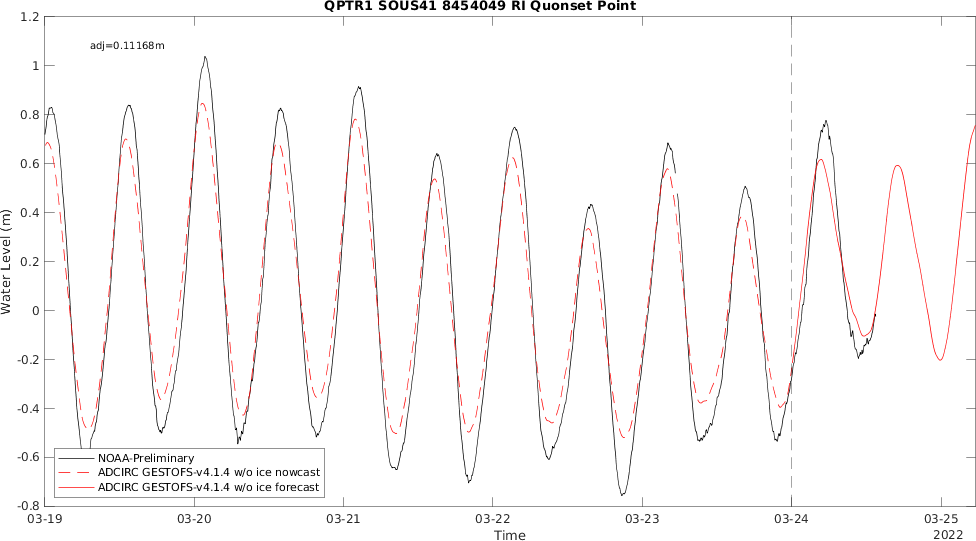 QPTR1 SOUS41 8454049 RI Quonset Point
1.2
adj=0.11168m
1
0.8
0.6
0.4
0.2
0
-0.2
-0.4
-0.6
-0.8
Water Level (m)
NOAA-Preliminary
ADCIRC GESTOFS-v4.1.4 w/o ice nowcast
ADCIRC GESTOFS-v4.1.4 w/o ice forecast
03-19 03-20 03-21 03-22 03-23 03-24 03-25
Time
2022